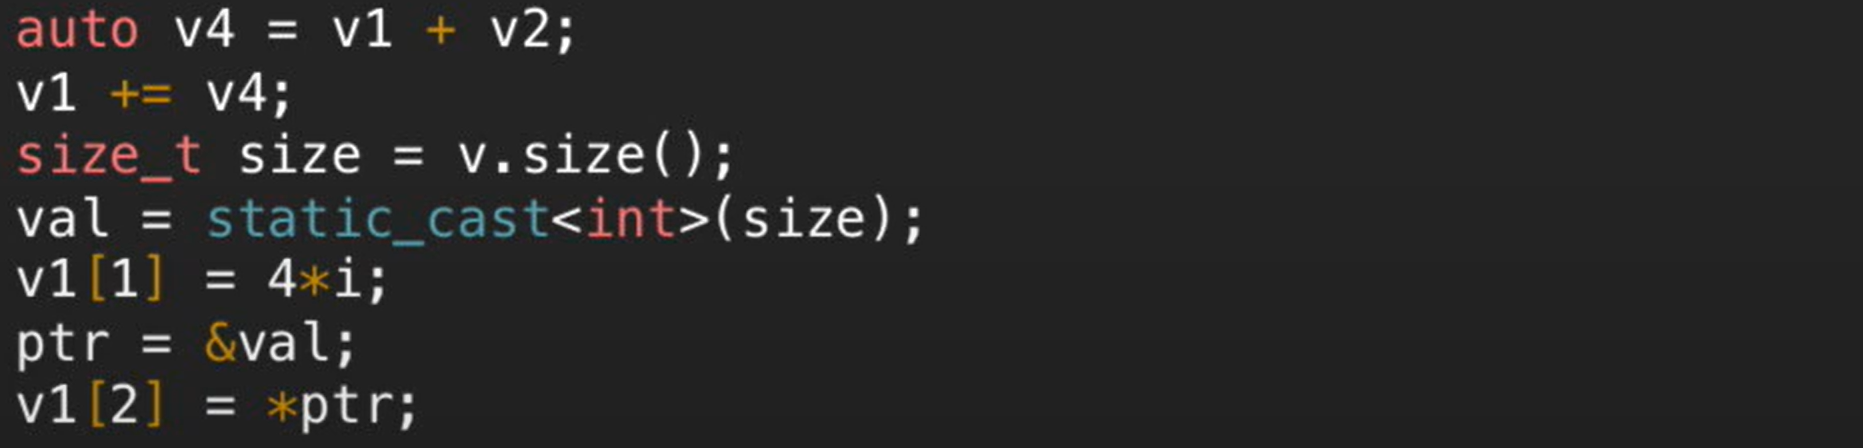 auto v4 = v1 + v2;
v1 += v4;
size_t size = v.size();
val = static_cast<int>(size);
v1[1] = 4*i;
ptr = &val;
v1[2] = *ptr;